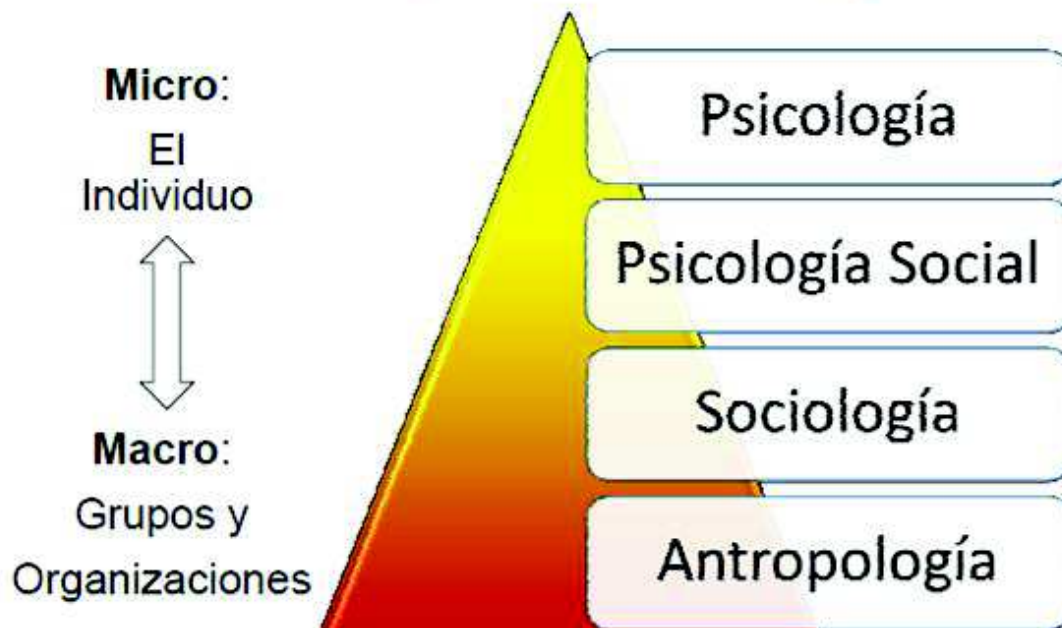 Micro:
El
Individuo
Macro:
Grupos y
Organizaciones
Psicología
Psicología Social
Sociología
Antropología